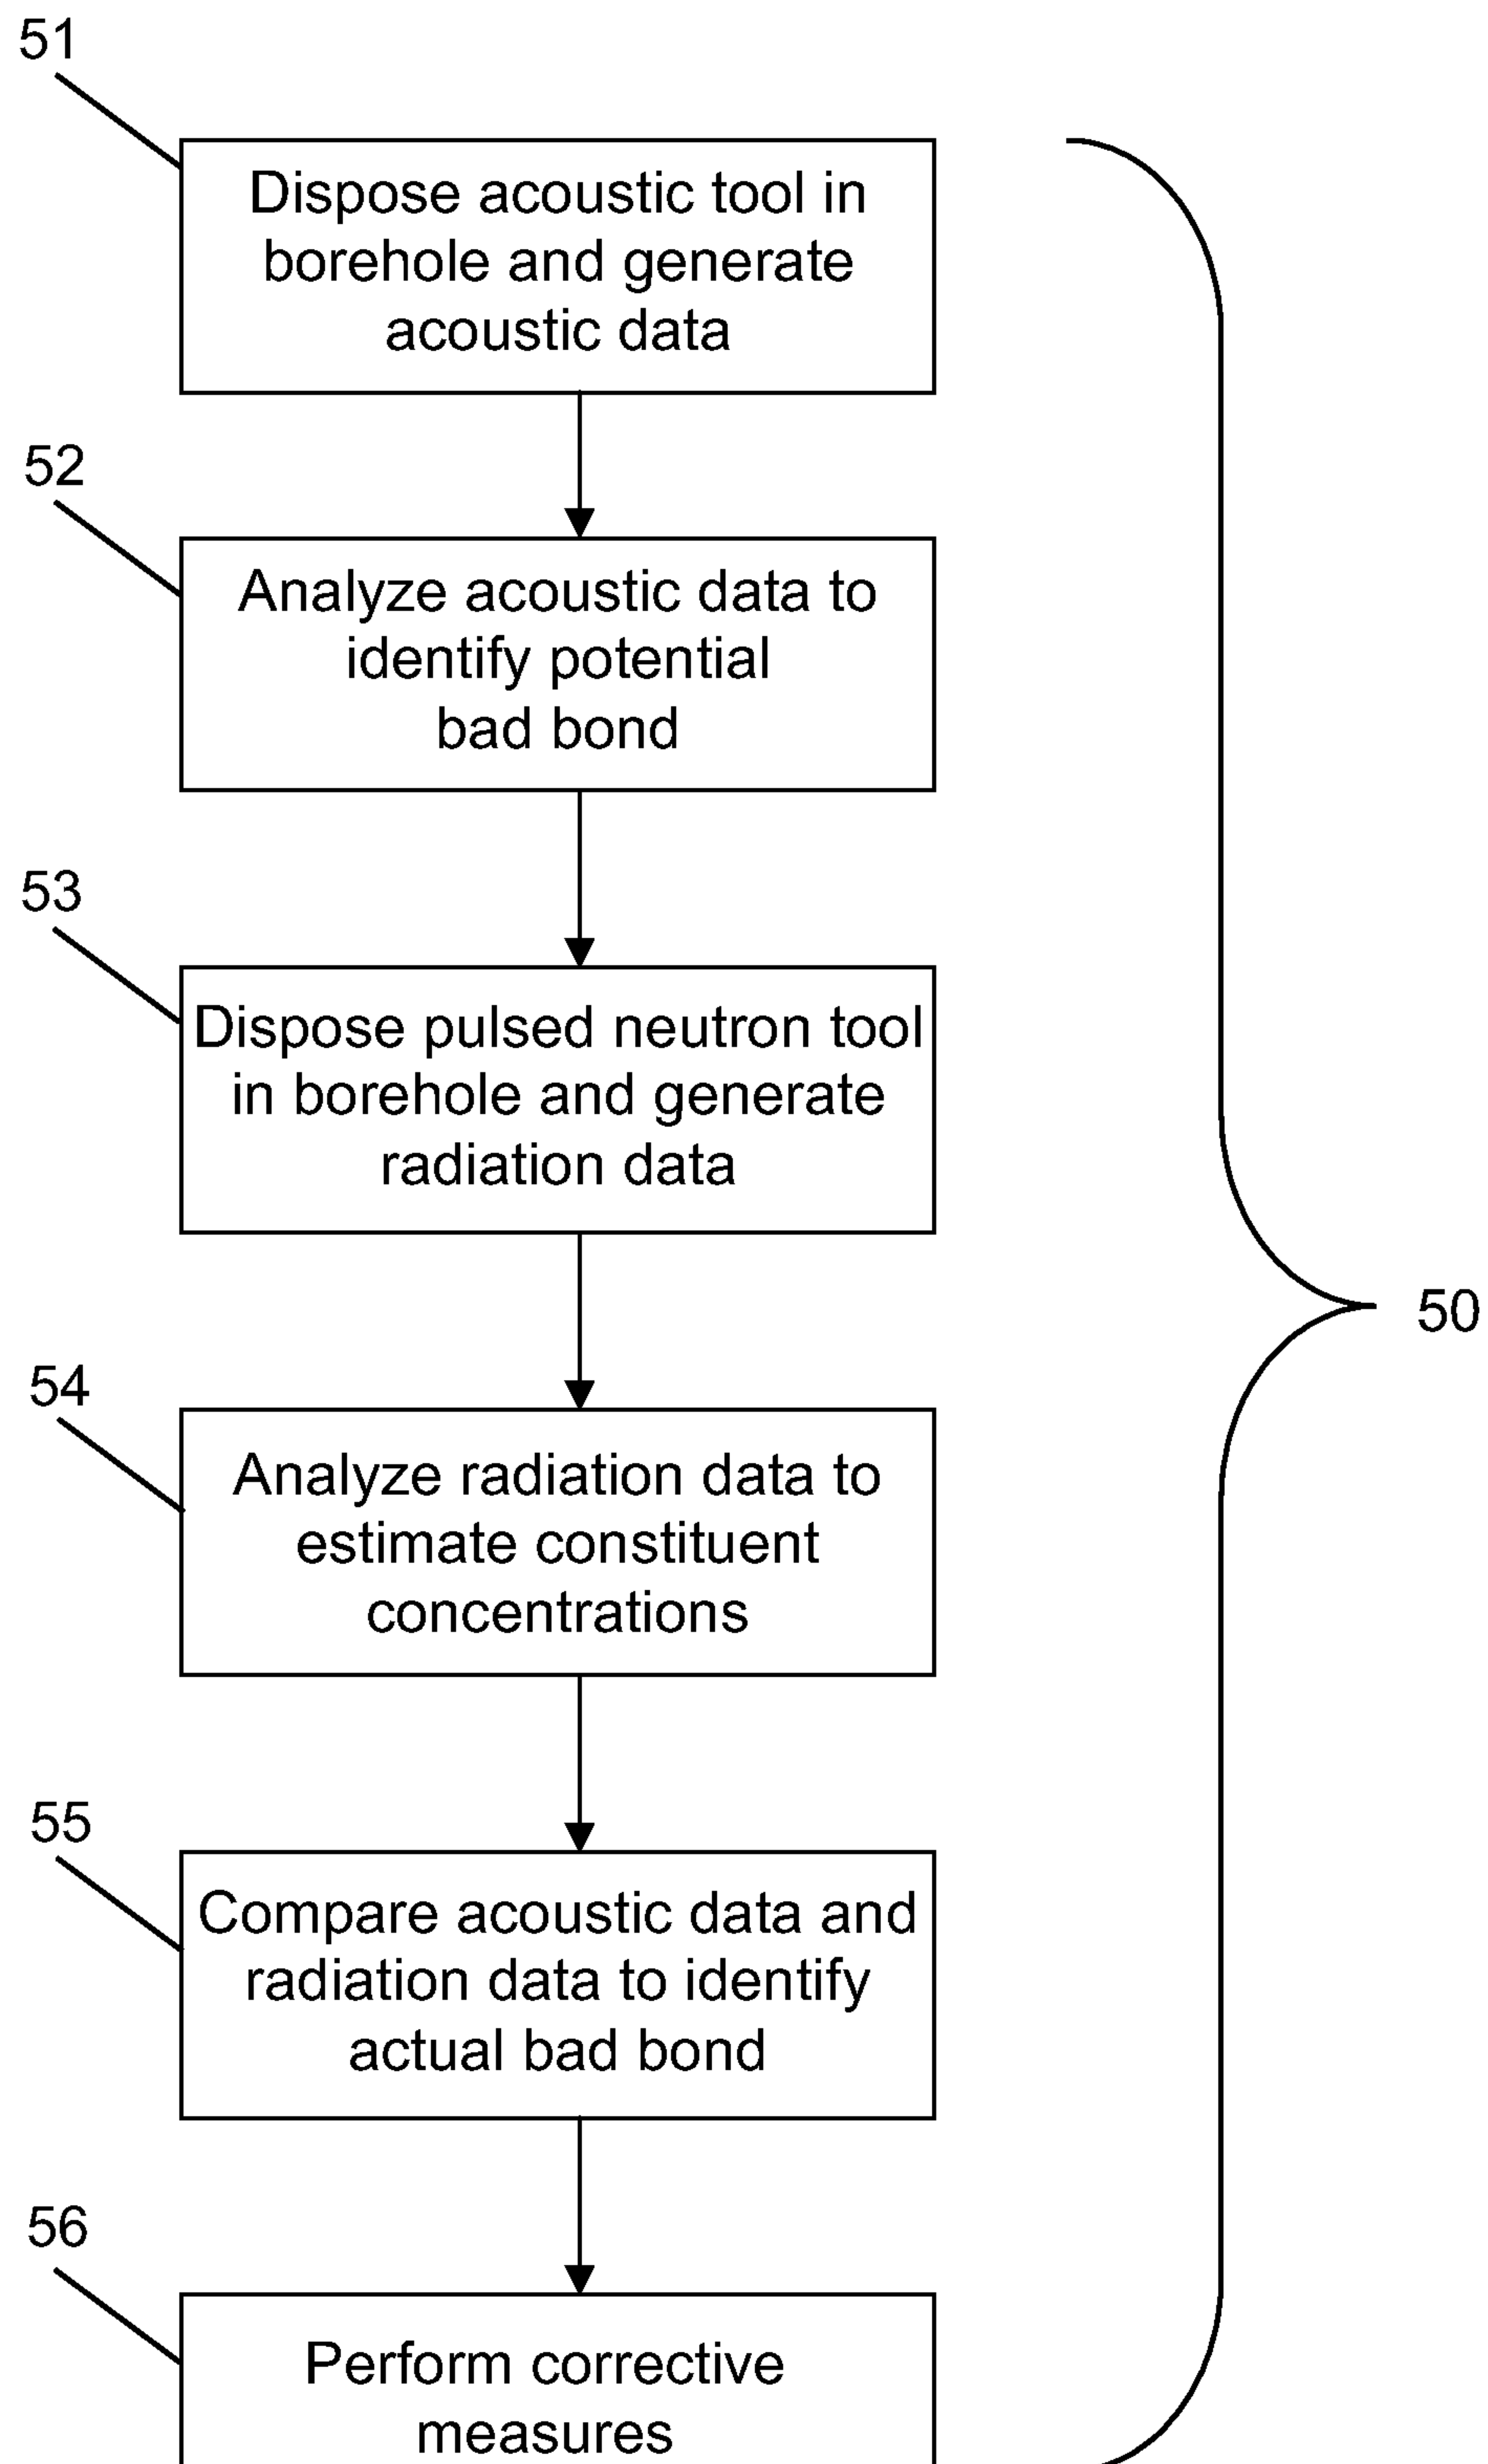 51
Dispose acoustic tool in
borehole and generate
acoustic data
52
Analyze acoustic data to
identify potential
bad bond
53
Dispose pulsed neutron tool
in borehole and generate
radiation data
50
54
Analyze radiation data to
estimate constituent
concentrations
55
Compare acoustic data and
radiation data to identify
actual bad bond
56
Perform corrective
measures